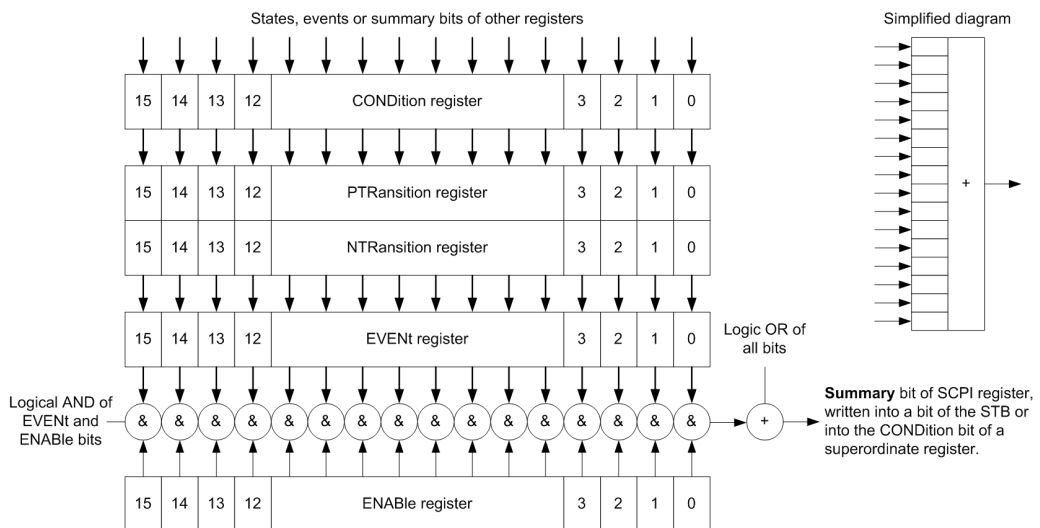 States, events or summary bits of other registers
Simplified diagram
15 14 13 12 CONDition register 3 2 1 0
15 14 13 12 PTRansition register 3 2 1 0
+
15 14 13 12 NTRansition register 3 2 1 0
15 14 13 12 EVENt register 3 2 1 0
Logic OR of
all bits
Logical AND of
EVENt and
ENABle bits
& & & & & & & & & & & & & & & &
+
Summary bit of SCPI register,
written into a bit of the STB or
into the CONDition bit of a
superordinate register.
15 14 13 12 ENABle register 3 2 1 0